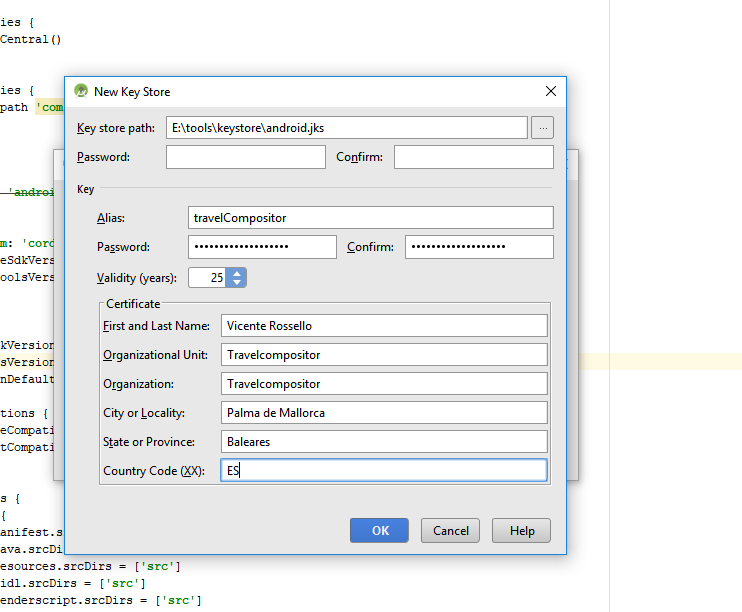 ies {
Central()
ies {
path 'com
'androi
m: 'cord
eSdkVers
oolsVers
kVersion
sVersion
nDefault
tions {
eCompati
tCompati
s {
{
anifest.s
ava.srcDi
esources.srcDirs = ['src']
idl.srcDirs = ['src']
enderscript.srcDirs = ['src']
New Key Store
Key store path: E:\tools\keystore\android.jks ...
Password: Confirm:
Key
Alias: travelCompositor
Password: ••••••••••••••••••• Confirm: •••••••••••••••••••
Validity (years): 25
Certificate
First and Last Name: Vicente Rossello
Organizational Unit: Travelcompositor
Organization: Travelcompositor
City or Locality: Palma de Mallorca
State or Province: Baleares
Country Code (XX): ES
OK Cancel Help